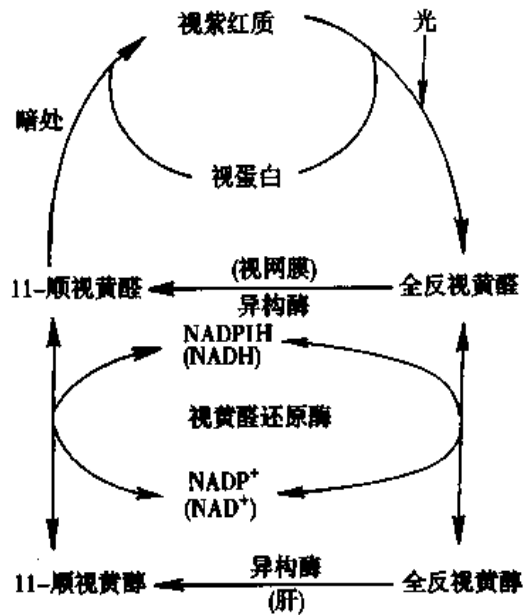 视紫红质
光
暗处
视蛋白
11-顺视黄醛
(视网膜)
异构酶
全反视黄醛
NADPIH
(NADH)
视黄醛还原酶
NADP⁺
(NAD⁺)
11-顺视黄醇
异构酶
(肝)
全反视黄醇